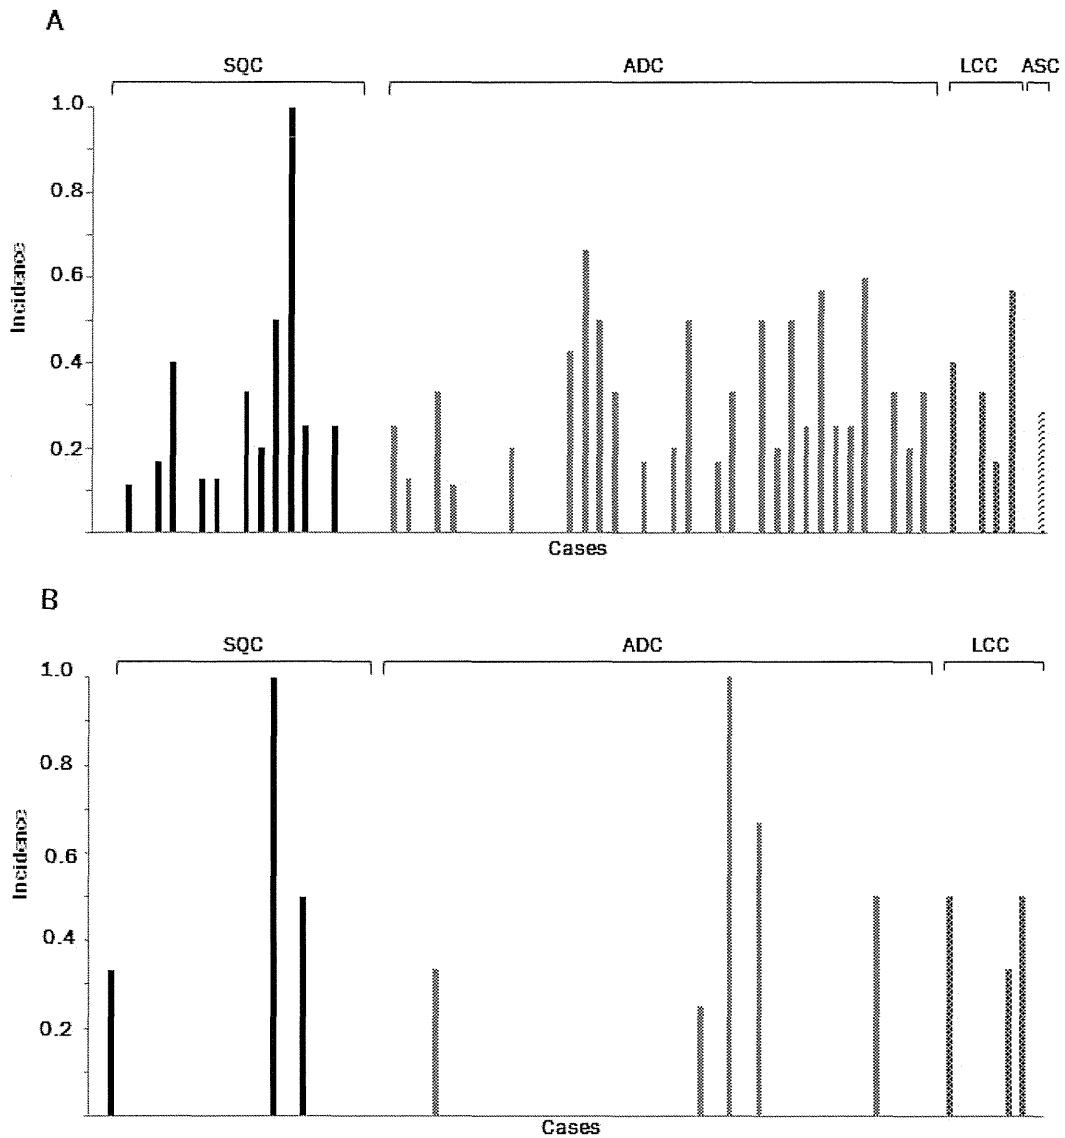 A
SQC ADC LCC ASC
1.0
0.8
0.6
0.4
0.2
Incidence
Cases
B
SQC ADC LCC
1.0
0.8
0.6
0.4
0.2
Incidence
Cases